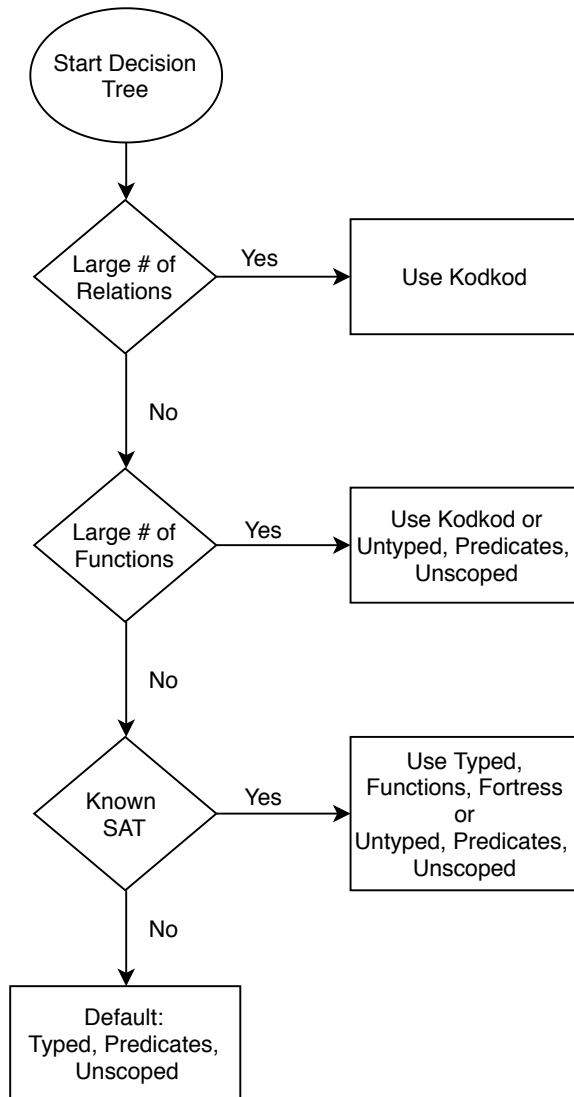 Start Decision
Tree
Large # of
Relations
Yes
Use Kodkod
No
Large # of
Functions
Yes
Use Kodkod or
Untyped, Predicates,
Unscoped
No
Known
SAT
Yes
Use Typed,
Functions, Fortress
or
Untyped, Predicates,
Unscoped
No
Default:
Typed, Predicates,
Unscoped